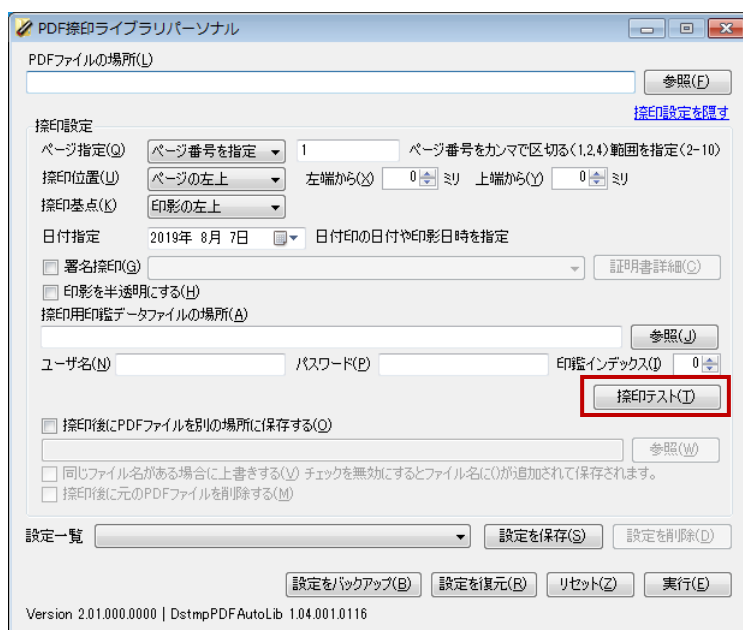 PDF捺印ライブラリパーソナル
PDFファイルの場所(L)
参照(F)
捺印設定を隠す
捺印設定
ページ指定(Q) ページ番号を指定 1 ページ番号をカンマで区切る(1,2,4)範囲を指定(2-10)
捺印位置(U) ページの左上 左端から(X) 0 ミリ 上端から(Y) 0 ミリ
捺印基点(K) 印影の左上
日付指定 2019年 8月 7日 日付印の日付や印影日時を指定
署名捺印(G) 証明書詳細(C)
印影を半透明にする(H)
捺印用印鑑データファイルの場所(A)
参照(J)
ユーザ名(N) パスワード(P) 印鑑インデックス(I) 0
捺印テスト(T)
捺印後にPDFファイルを別の場所に保存する(O)
参照(W)
同じファイル名がある場合に上書きする(V) チェックを無効にするとファイル名に()が追加されて保存されます。
捺印後に元のPDFファイルを削除する(M)
設定一覧 設定を保存(S) 設定を削除(D)
設定をバックアップ(B) 設定を復元(R) リセット(Z) 実行(E)
Version 2.01.000.0000 | DstmpPDFAutoLib 1.04.001.0116